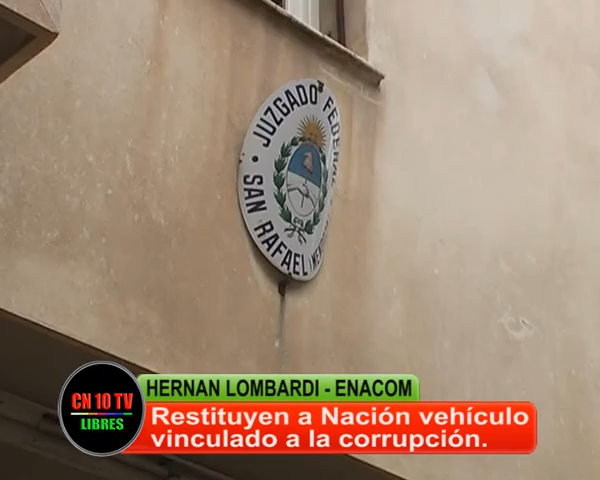 JUZGADO FEDERAL
• SAN RAFAEL
CN 10 TV
LIBRES
HERNAN LOMBARDI - ENACOM
Restituyen a Nación vehículo
vinculado a la corrupción.